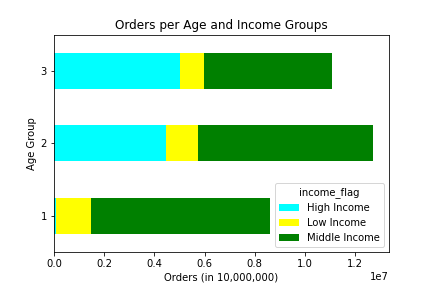 Orders per Age and Income Groups
Age Group
3
2
1
income_flag
High Income
Low Income
Middle Income
0.0 0.2 0.4 0.6 0.8 1.0 1.2
1e7
Orders (in 10,000,000)